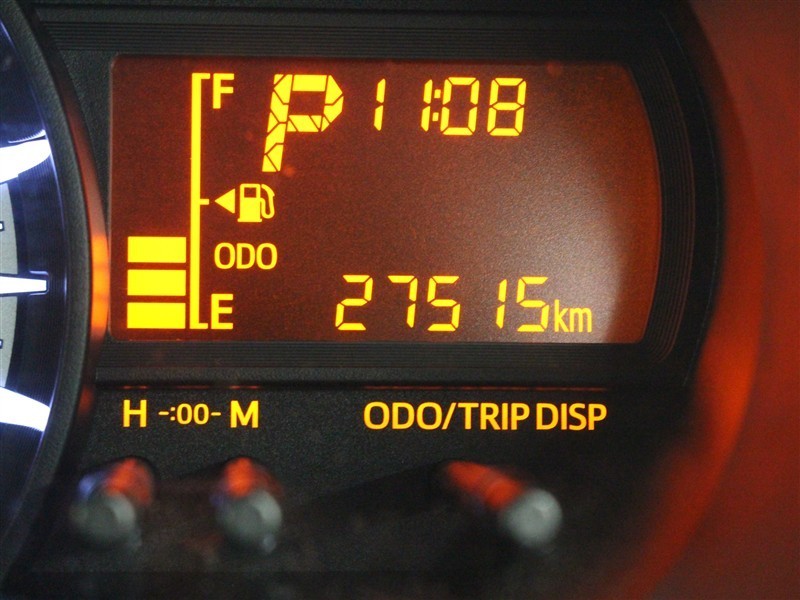 F P 11:08
ODO
E 27515km
H -:00- M ODO/TRIP DISP